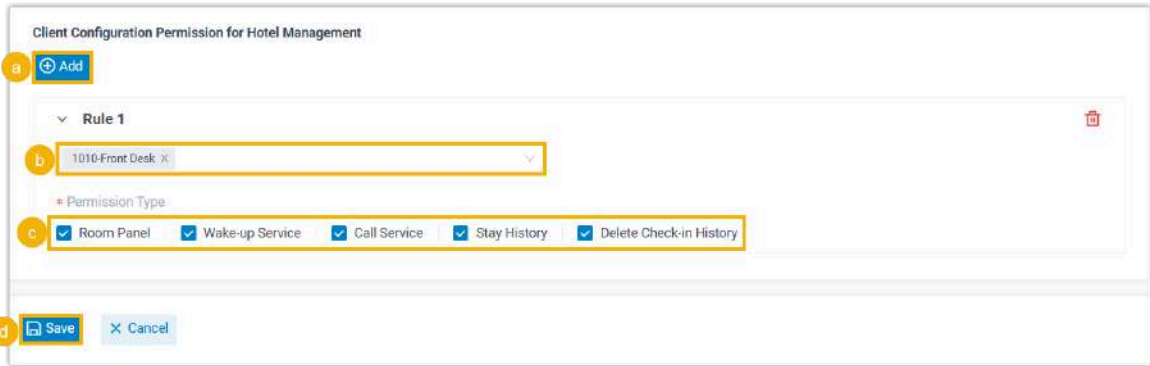 Client Configuration Permission for Hotel Management
a
Add
Rule 1
b
1010-Front Desk ×
* Permission Type
c
Room Panel Wake-up Service Call Service Stay History Delete Check-in History
d
Save × Cancel